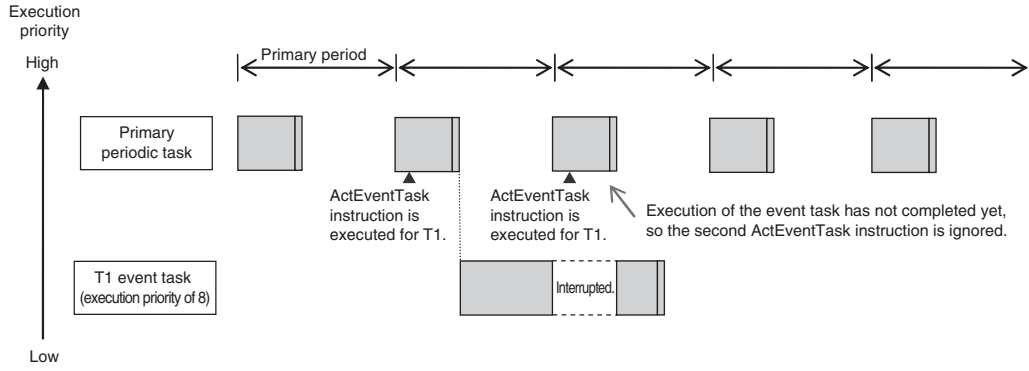 Execution
priority
High
Primary period
Primary
periodic task
ActEventTask
instruction is
executed for T1.
ActEventTask
instruction is
executed for T1.
Execution of the event task has not completed yet,
so the second ActEventTask instruction is ignored.
T1 event task
(execution priority of 8)
Interrupted.
Low